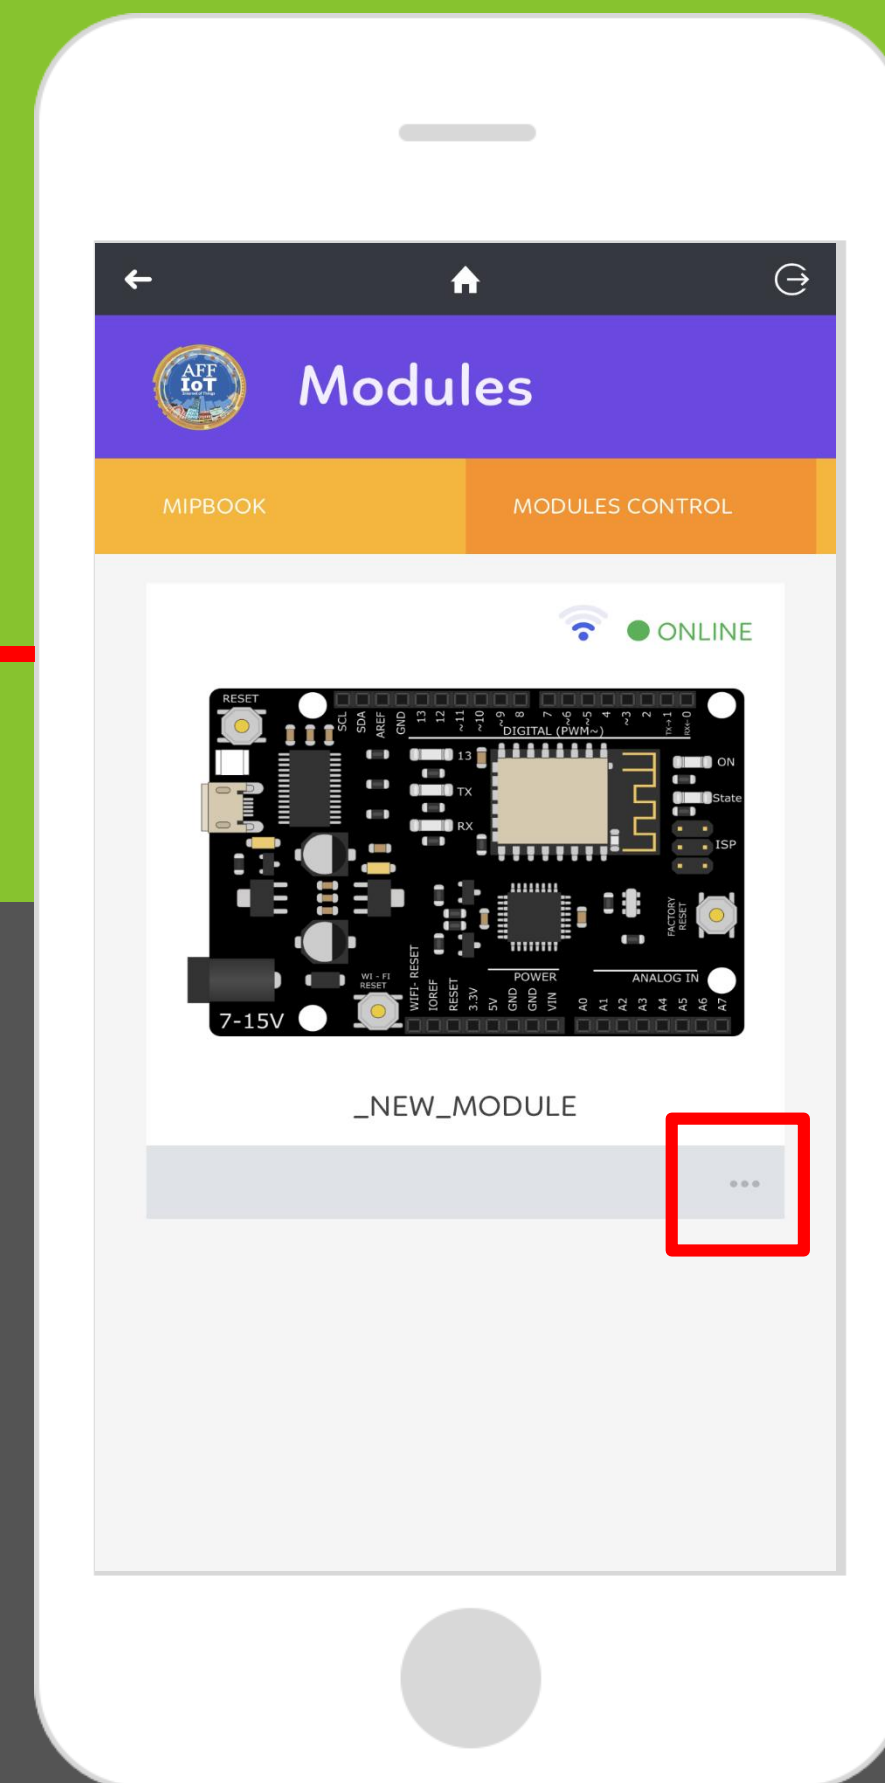 AFF
IoT
Internet of Things
Modules
MIPBOOK
MODULES CONTROL
ONLINE
RESET
SCL
SDA
AREF
GND
13
12
~11
~10
~9
8
7
~6
~5
4
~3
2
TX→1
RX←0
DIGITAL (PWM~)
13
TX
RX
ON
State
ISP
FACTORY
RESET
WI - FI
RESET
7-15V
POWER
ANALOG IN
WIFI- RESET
IOREF
RESET
3.3V
5V
GND
GND
VIN
A0
A1
A2
A3
A4
A5
A6
A7
_NEW_MODULE